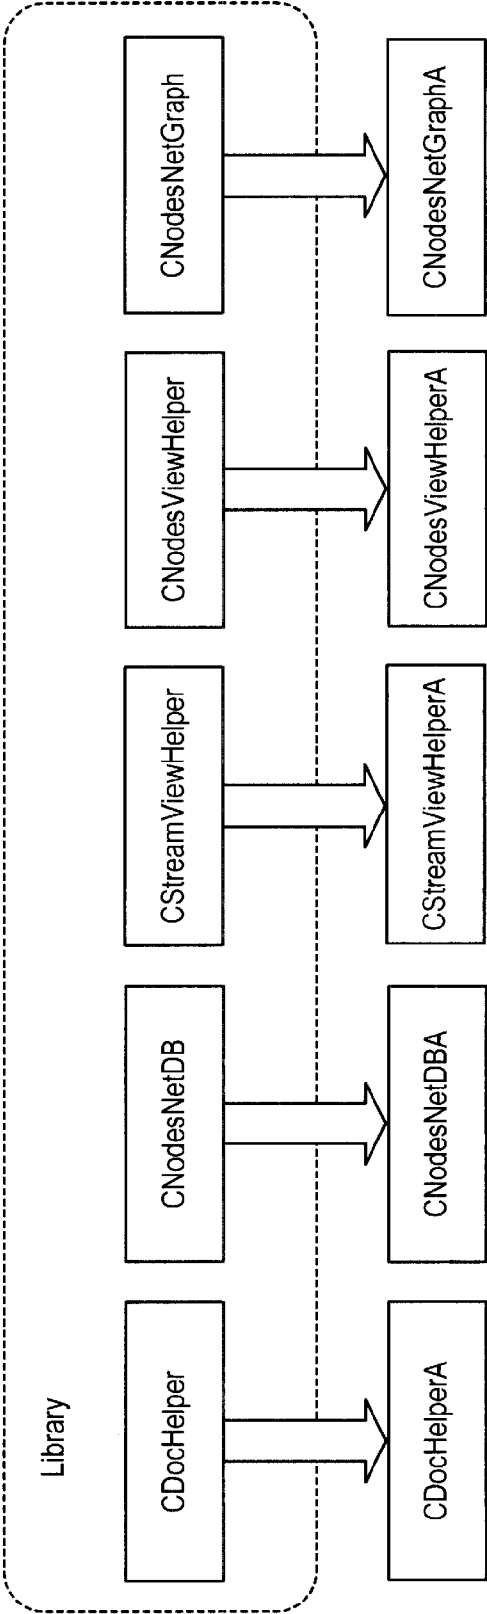 Library
CDocHelper
CNodesNetDB
CStreamViewHelper
CNodesViewHelper
CNodesNetGraph
CDocHelperA
CNodesNetDBA
CStreamViewHelperA
CNodesViewHelperA
CNodesNetGraphA